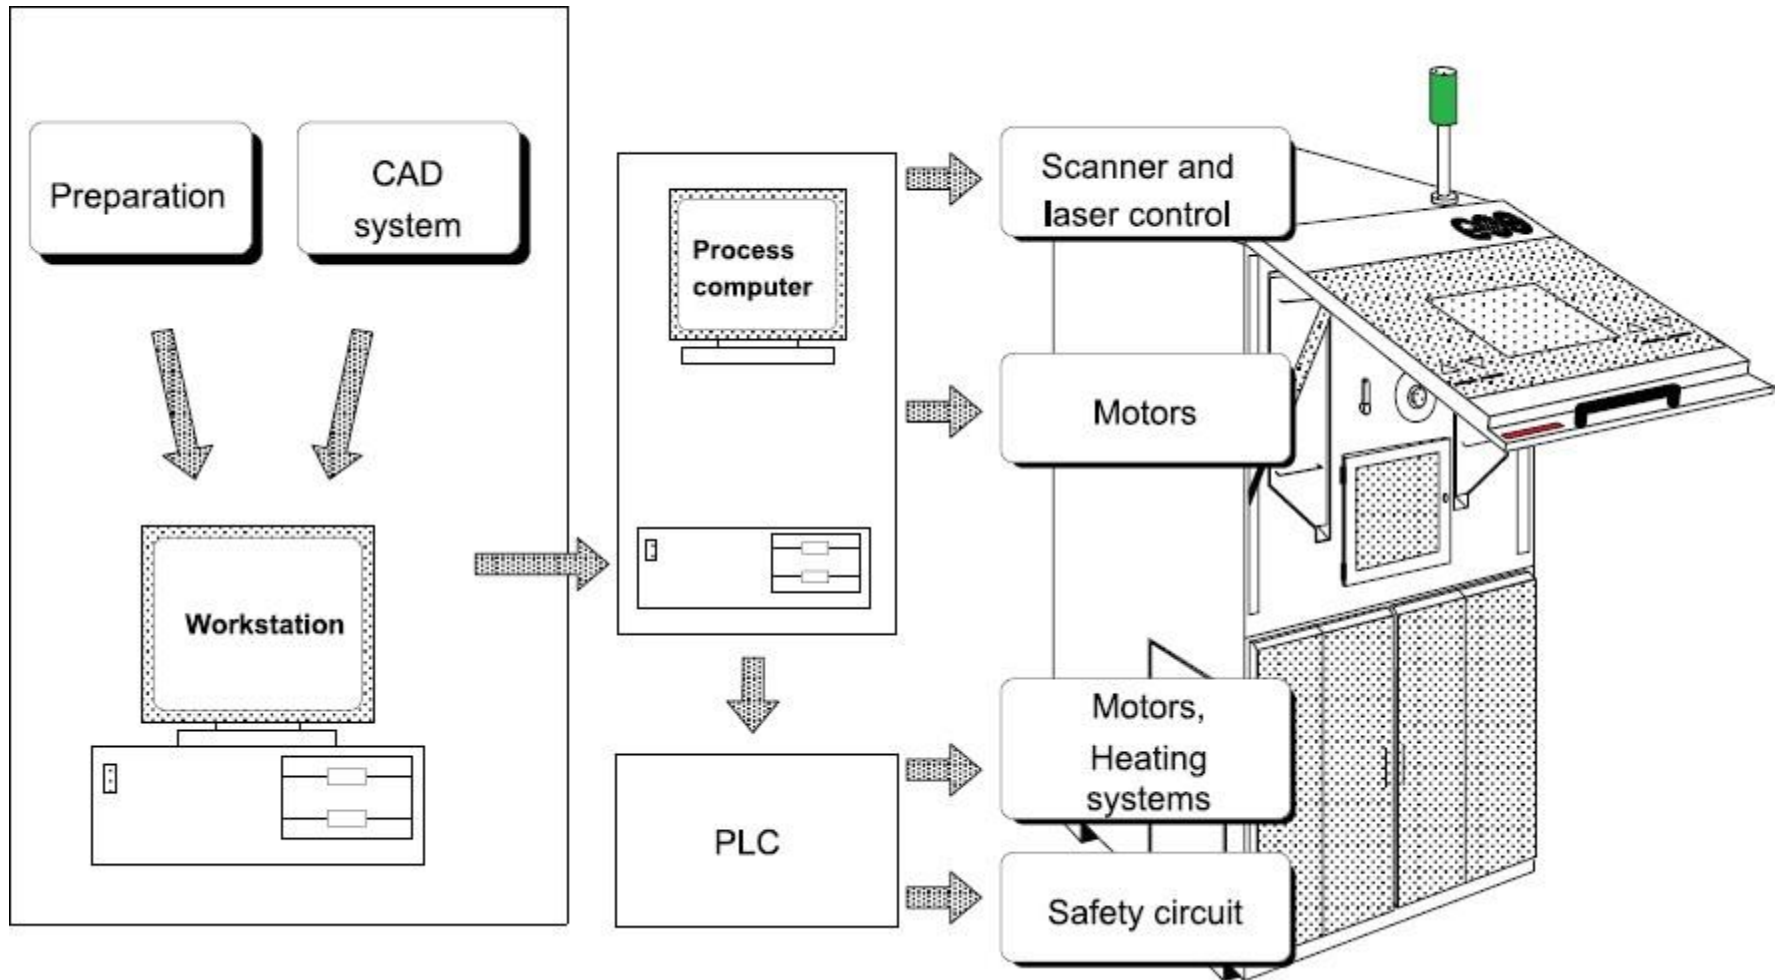 Preparation
CAD
system
Workstation
Process
computer
PLC
Scanner and
laser control
Motors
Motors,
Heating
systems
Safety circuit